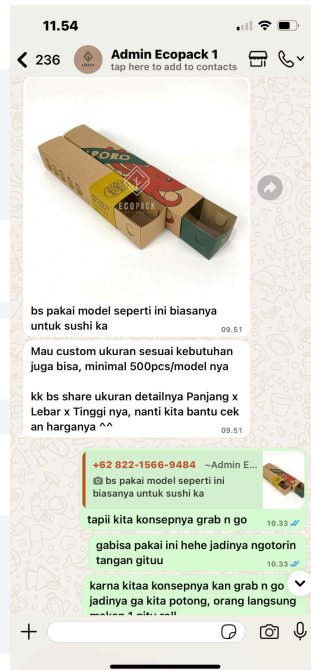 11.54
236
Admin Ecopack 1
tap here to add to contacts
PORO
ECOPACK
bs pakai model seperti ini biasanya
untuk sushi ka
09.51
Mau custom ukuran sesuai kebutuhan
juga bisa, minimal 500pcs/model nya
kk bs share ukuran detailnya Panjang x
Lebar x Tinggi nya, nanti kita bantu cek
an harganya ^^
09.51
+62 822-1566-9484 ~Admin E...
bs pakai model seperti ini
biasanya untuk sushi ka
tapii kita konsepnya grab n go
10.33
gabisa pakai ini hehe jadinya ngotorin
tangan gituu
10.33
karna kitaa konsepnya kan grab n go
jadinya ga kita potong, orang langsung
makan 1 gitu roll